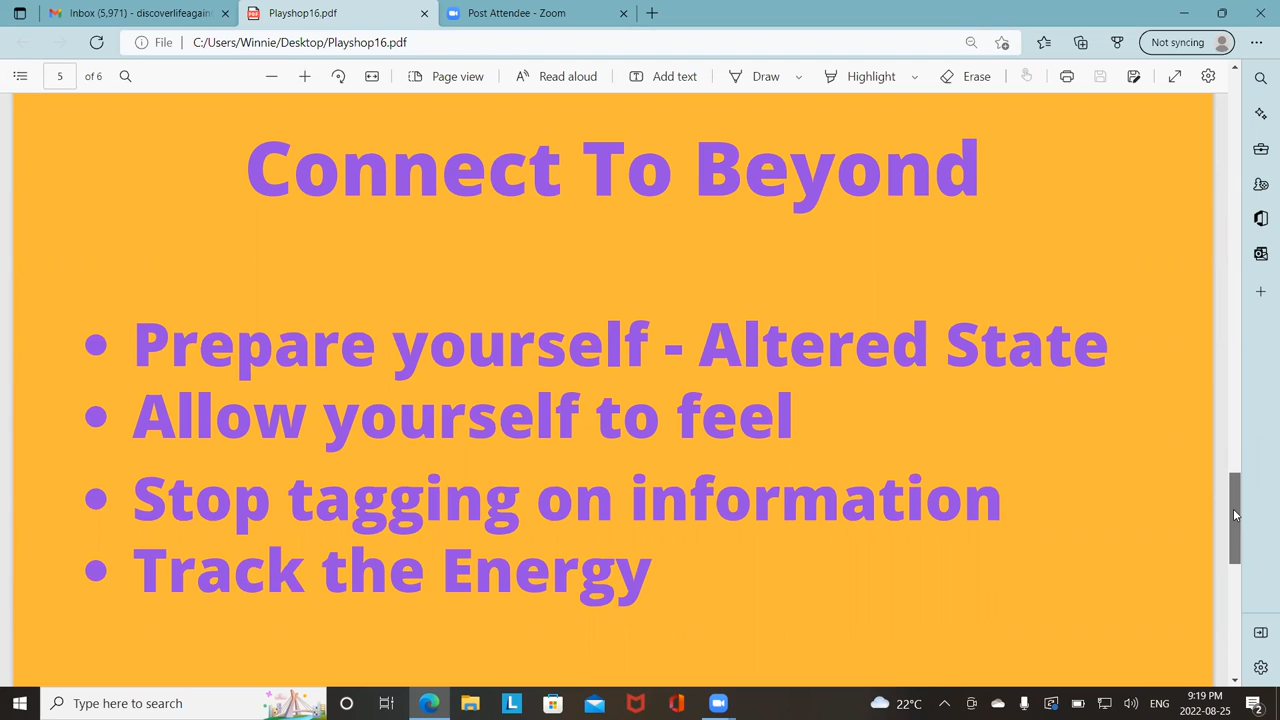 Inbox (5,971) - discoverlifeagain
Playshop16.pdf
Post Attendee - Zoom
File
C:/Users/Winnie/Desktop/Playshop16.pdf
Not syncing
5 of 6
Page view
Read aloud
Add text
Draw
Highlight
Erase
Connect To Beyond
• Prepare yourself - Altered State
• Allow yourself to feel
• Stop tagging on information
• Track the Energy
Type here to search
22°C
ENG
9:19 PM
2022-08-25
2